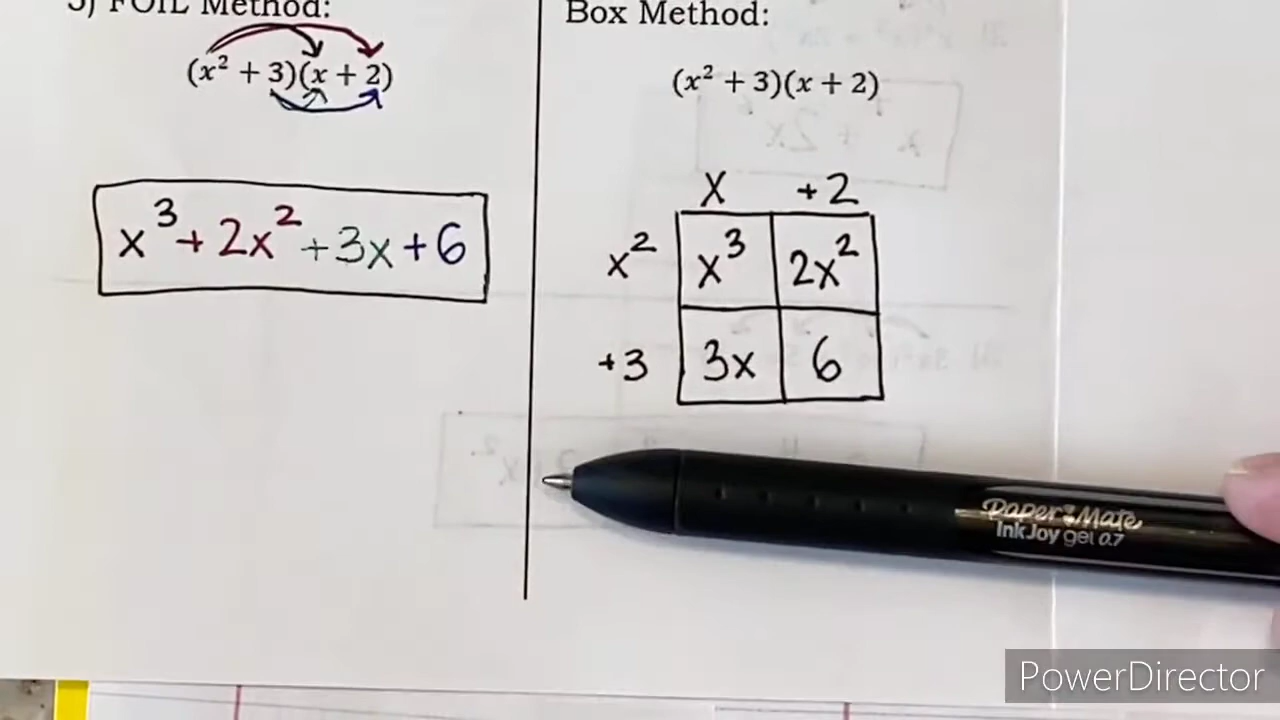 5) FOIL Method:
(x² + 3)(x + 2)
x³ + 2x² + 3x + 6
Box Method:
(x² + 3)(x + 2)
x +2
x² x³ 2x²
+3 3x 6
Paper Mate
InkJoy gel 0.7
PowerDirector